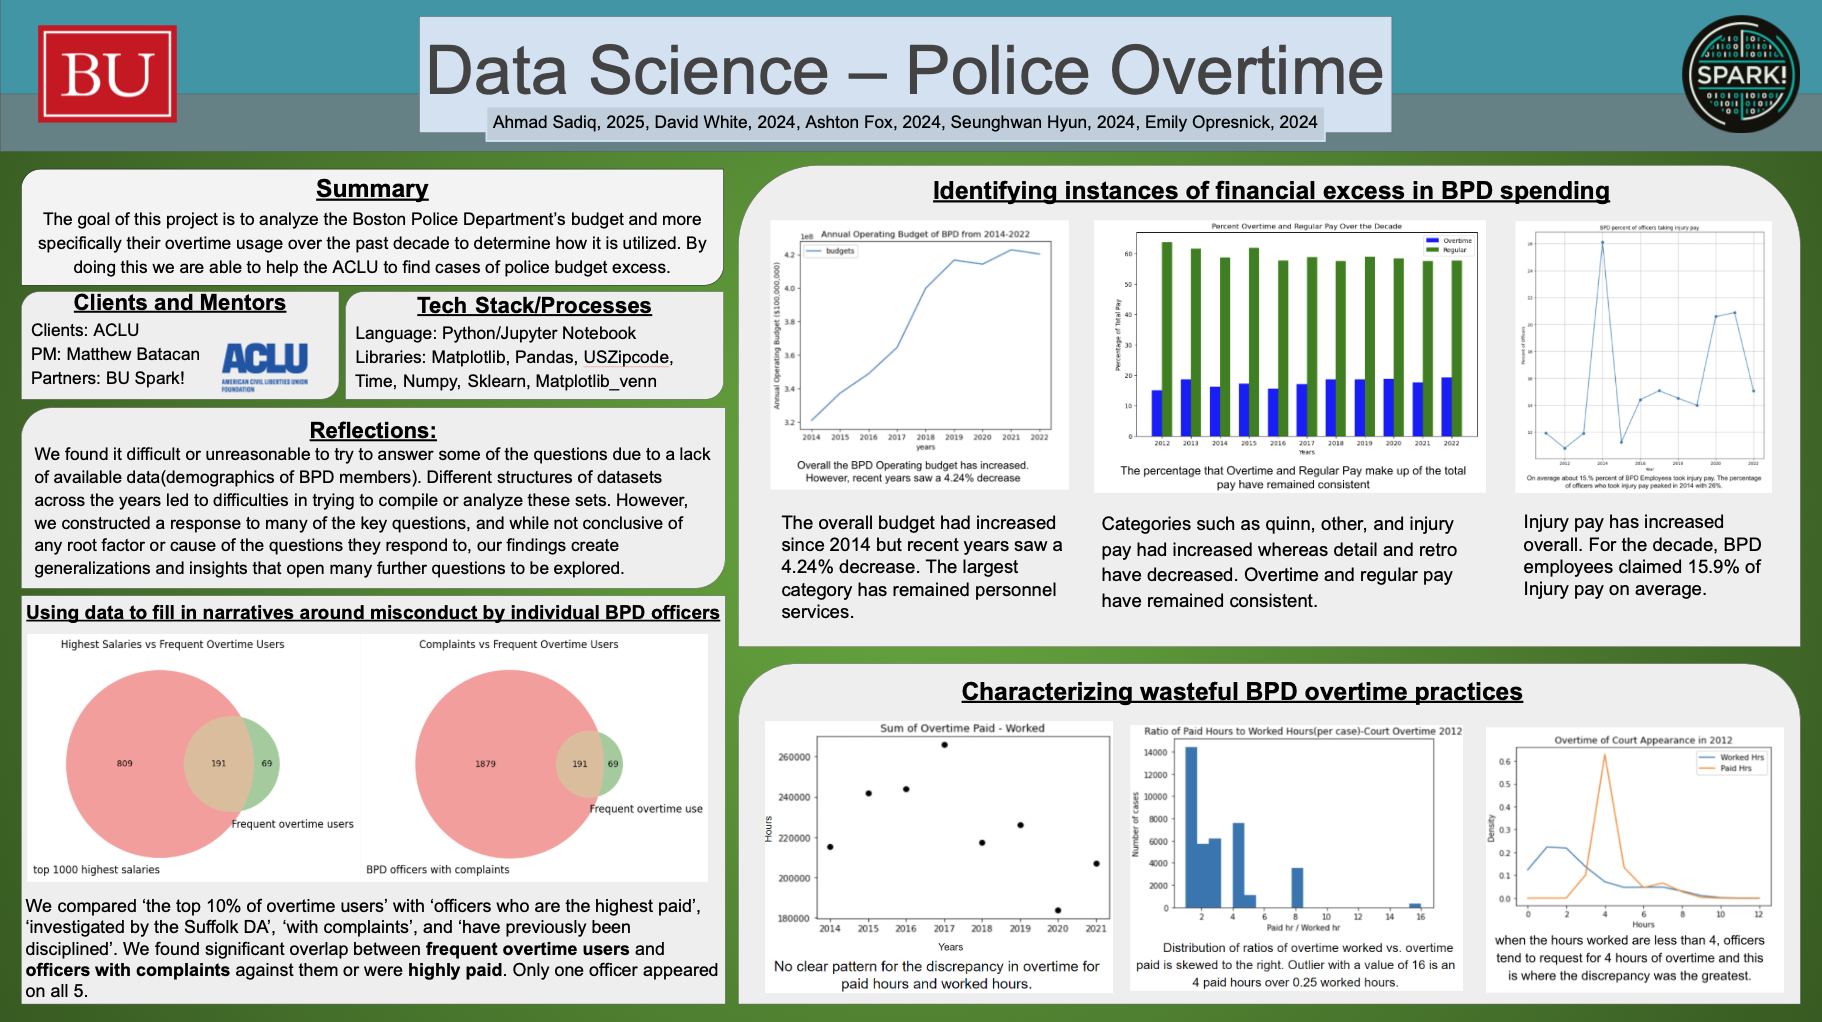 BU
Data Science – Police Overtime
SPARK!
Ahmad Sadiq, 2025, David White, 2024, Ashton Fox, 2024, Seunghwan Hyun, 2024, Emily Opresnick, 2024
Summary
The goal of this project is to analyze the Boston Police Department's budget and more
specifically their overtime usage over the past decade to determine how it is utilized. By
doing this we are able to help the ACLU to find cases of police budget excess.
Clients and Mentors
Clients: ACLU
PM: Matthew Batacan
Partners: BU Spark!
ACLU
AMERICAN CIVIL LIBERTIES UNION
FOUNDATION
Tech Stack/Processes
Language: Python/Jupyter Notebook
Libraries: Matplotlib, Pandas, USZipcode,
Time, Numpy, Sklearn, Matplotlib_venn
Reflections:
We found it difficult or unreasonable to try to answer some of the questions due to a lack
of available data(demographics of BPD members). Different structures of datasets
across the years led to difficulties in trying to compile or analyze these sets. However,
we constructed a response to many of the key questions, and while not conclusive of
any root factor or cause of the questions they respond to, our findings create
generalizations and insights that open many further questions to be explored.
Using data to fill in narratives around misconduct by individual BPD officers
Highest Salaries vs Frequent Overtime Users
809
191
69
Frequent overtime users
top 1000 highest salaries
Complaints vs Frequent Overtime Users
1879
191
69
Frequent overtime use
BPD officers with complaints
We compared ‘the top 10% of overtime users’ with ‘officers who are the highest paid’,
‘investigated by the Suffolk DA’, ‘with complaints’, and ‘have previously been
disciplined’. We found significant overlap between frequent overtime users and
officers with complaints against them or were highly paid. Only one officer appeared
on all 5.
Identifying instances of financial excess in BPD spending
1e8 Annual Operating Budget of BPD from 2014-2022
budgets
Annual Operating Budget ($100,000,000)
4.2
4.0
3.8
3.6
3.4
3.2
2014 2015 2016 2017 2018 2019 2020 2021 2022
years
Overall the BPD Operating budget has increased.
However, recent years saw a 4.24% decrease
The overall budget had increased
since 2014 but recent years saw a
4.24% decrease. The largest
category has remained personnel
services.
Percent Overtime and Regular Pay Over the Decade
Overtime
Regular
Percentage of Total Pay
60
50
40
30
20
10
0
2012 2013 2014 2015 2016 2017 2018 2019 2020 2021 2022
Years
The percentage that Overtime and Regular Pay make up of the total
pay have remained consistent
Categories such as quinn, other, and injury
pay had increased whereas detail and retro
have decreased. Overtime and regular pay
have remained consistent.
BPD percent of officers taking injury pay
Percent of Officers
26
24
22
20
18
16
14
12
2012 2014 2016 2018 2020 2022
Year
On average about 15.% percent of BPD Employees took injury pay. The percentage
of officers who took injury pay peaked in 2014 with 26%.
Injury pay has increased
overall. For the decade, BPD
employees claimed 15.9% of
Injury pay on average.
Characterizing wasteful BPD overtime practices
Sum of Overtime Paid - Worked
Hours
260000
240000
220000
200000
180000
2014 2015 2016 2017 2018 2019 2020 2021
Years
No clear pattern for the discrepancy in overtime for
paid hours and worked hours.
Ratio of Paid Hours to Worked Hours(per case)-Court Overtime 2012
Number of cases
14000
12000
10000
8000
6000
4000
2000
0
2 4 6 8 10 12 14 16
Paid hr / Worked hr
Distribution of ratios of overtime worked vs. overtime
paid is skewed to the right. Outlier with a value of 16 is an
4 paid hours over 0.25 worked hours.
Overtime of Court Appearance in 2012
Worked Hrs
Paid Hrs
Density
0.6
0.5
0.4
0.3
0.2
0.1
0.0
0 2 4 6 8 10 12
Hours
when the hours worked are less than 4, officers
tend to request for 4 hours of overtime and this
is where the discrepancy was the greatest.